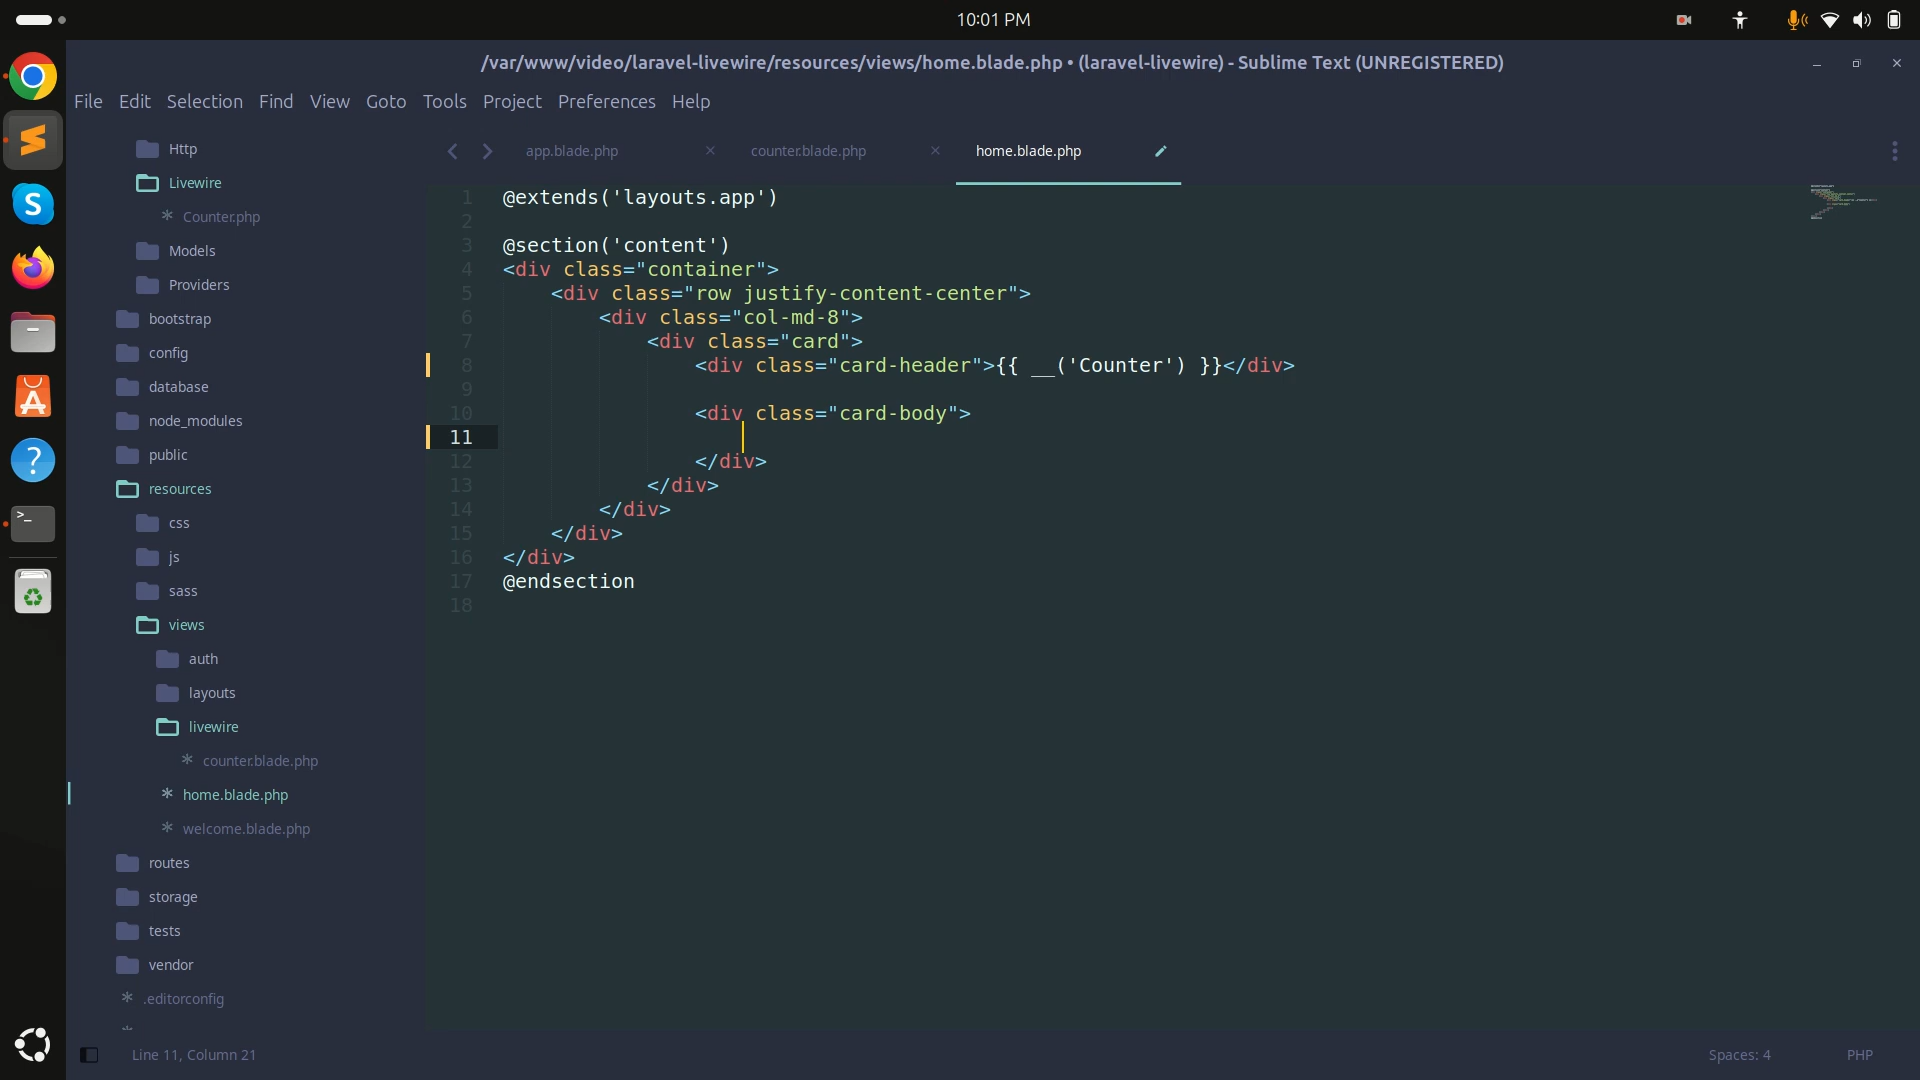 10:01 PM
/var/www/video/laravel-livewire/resources/views/home.blade.php • (laravel-livewire) - Sublime Text (UNREGISTERED)
File Edit Selection Find View Goto Tools Project Preferences Help
Http
Livewire
Counter.php
Models
Providers
bootstrap
config
database
node_modules
public
resources
css
js
sass
views
auth
layouts
livewire
counter.blade.php
home.blade.php
welcome.blade.php
routes
storage
tests
vendor
.editorconfig
app.blade.php counter.blade.php home.blade.php
1 @extends('layouts.app')
2
3 @section('content')
4 <div class="container">
5 <div class="row justify-content-center">
6 <div class="col-md-8">
7 <div class="card">
8 <div class="card-header">{{ __('Counter') }}</div>
9
10 <div class="card-body">
11
12 </div>
13 </div>
14 </div>
15 </div>
16 </div>
17 @endsection
18
Line 11, Column 21
Spaces: 4 PHP